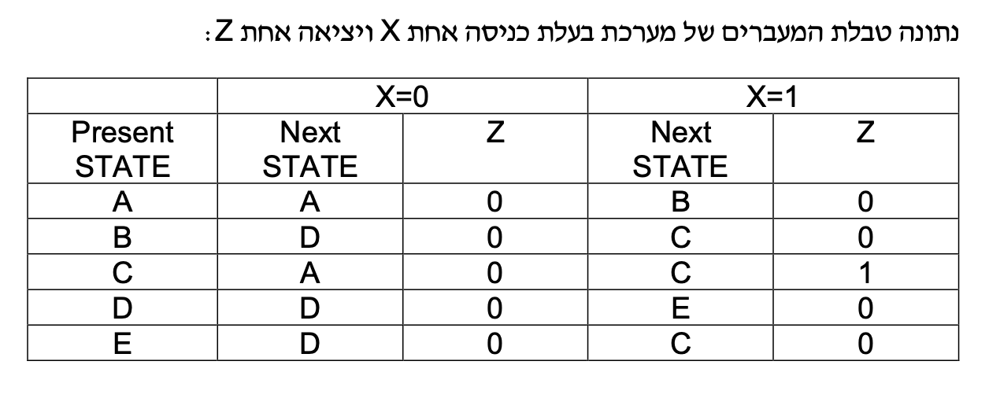 נתונה טבלת המעברים של מערכת בעלת כניסה אחת X ויציאה אחת Z:
X=0 X=1
Present STATE Next STATE Z Next STATE Z
A A 0 B 0
B D 0 C 0
C A 0 C 1
D D 0 E 0
E D 0 C 0